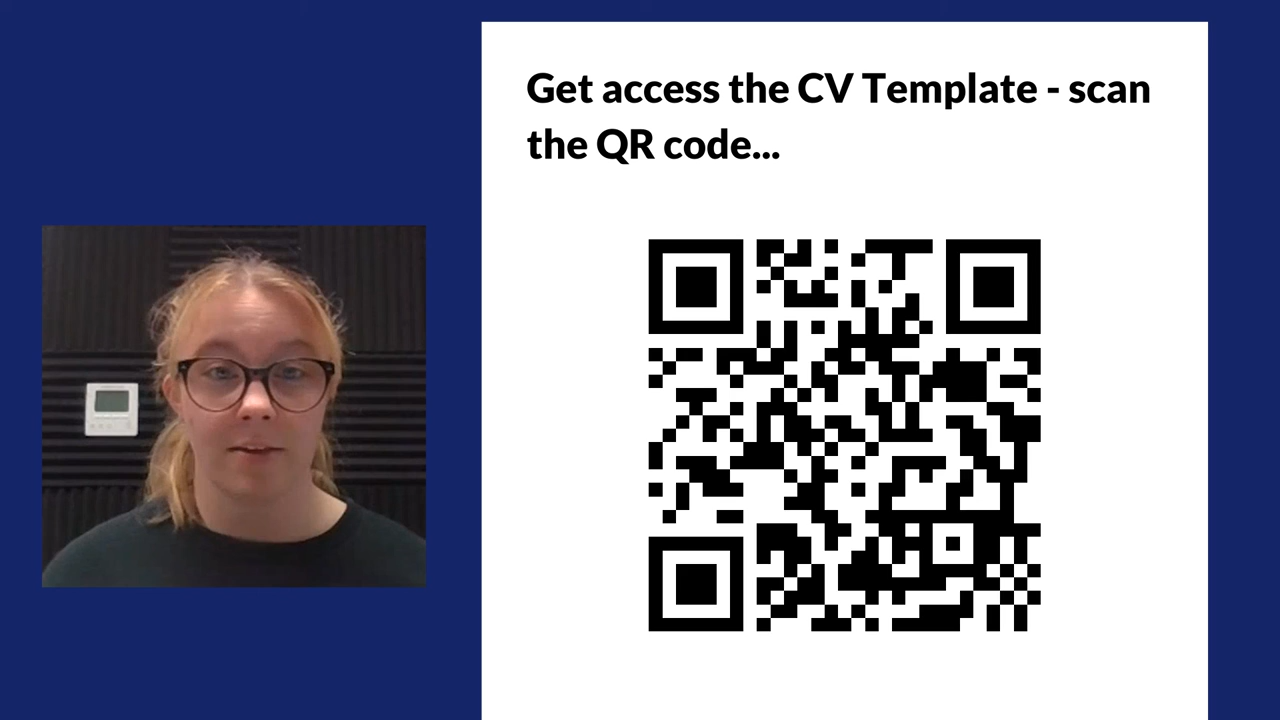 Get access the CV Template - scan
the QR code...